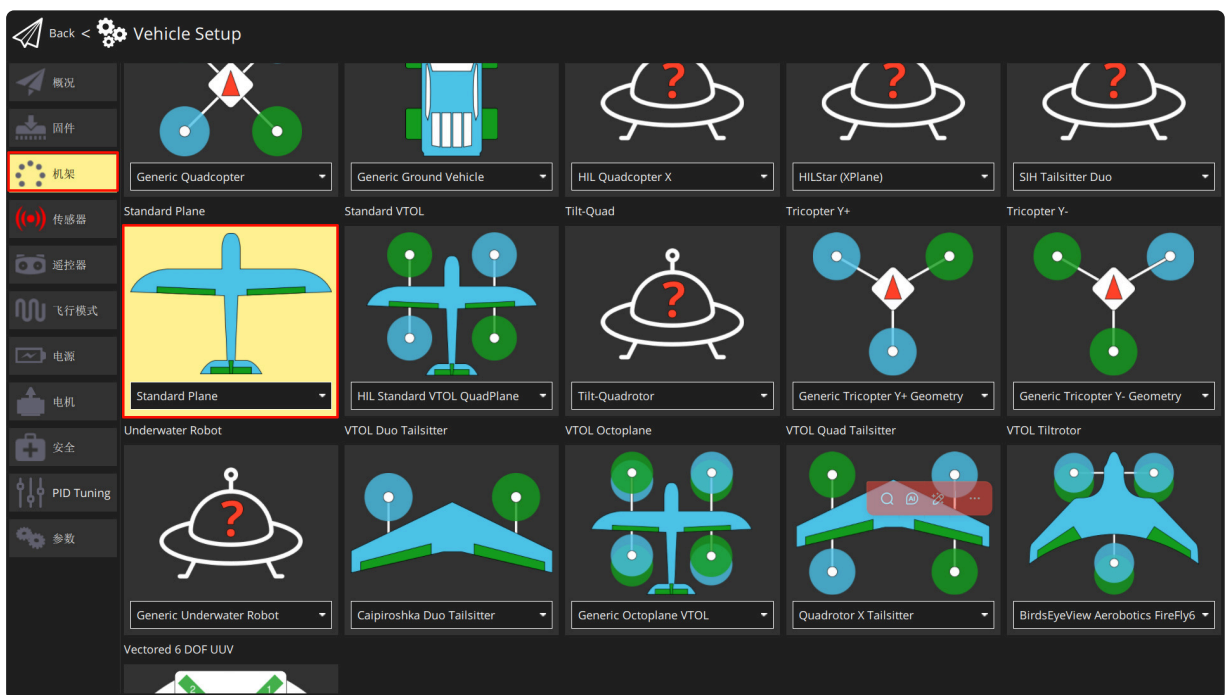 Back < Vehicle Setup
概况
固件
机架
传感器
遥控器
飞行模式
电源
电机
安全
PID Tuning
参数
Generic Quadcopter
Generic Ground Vehicle
?
HIL Quadcopter X
?
HILStar (XPlane)
?
SIH Tailsitter Duo
Standard Plane
Standard VTOL
Tilt-Quad
Tricopter Y+
Tricopter Y-
Standard Plane
HIL Standard VTOL QuadPlane
?
Tilt-Quadrotor
Generic Tricopter Y+ Geometry
Generic Tricopter Y- Geometry
Underwater Robot
VTOL Duo Tailsitter
VTOL Octoplane
VTOL Quad Tailsitter
VTOL Tiltrotor
?
Generic Underwater Robot
Caipiroshka Duo Tailsitter
Generic Octoplane VTOL
AI
Quadrotor X Tailsitter
BirdsEyeView Aerobotics FireFly6
Vectored 6 DOF UUV
2 1